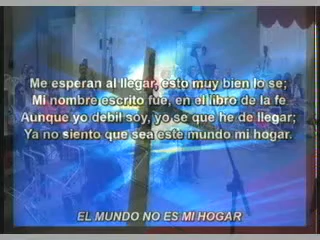 Me esperan al llegar, esto muy bien lo se;
Mi nombre escrito fue, en el libro de la fe
Aunque yo debil soy, yo se que he de llegar;
Ya no siento que sea este mundo mi hogar.
EL MUNDO NO ES MI HOGAR